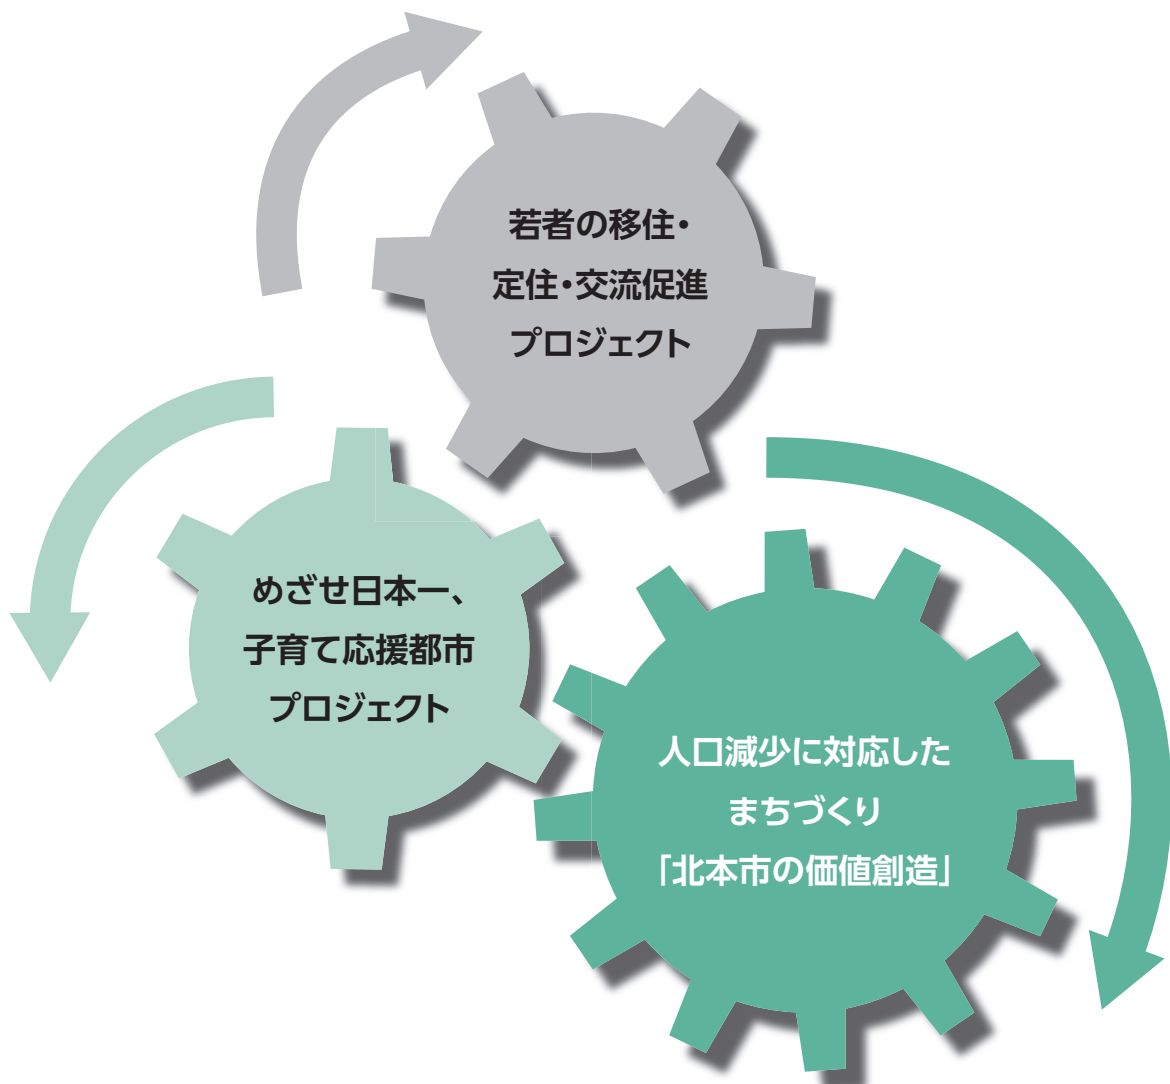 若者の移住・
定住・交流促進
プロジェクト
めざせ日本一、
子育て応援都市
プロジェクト
人口減少に対応した
まちづくり
「北本市の価値創造」